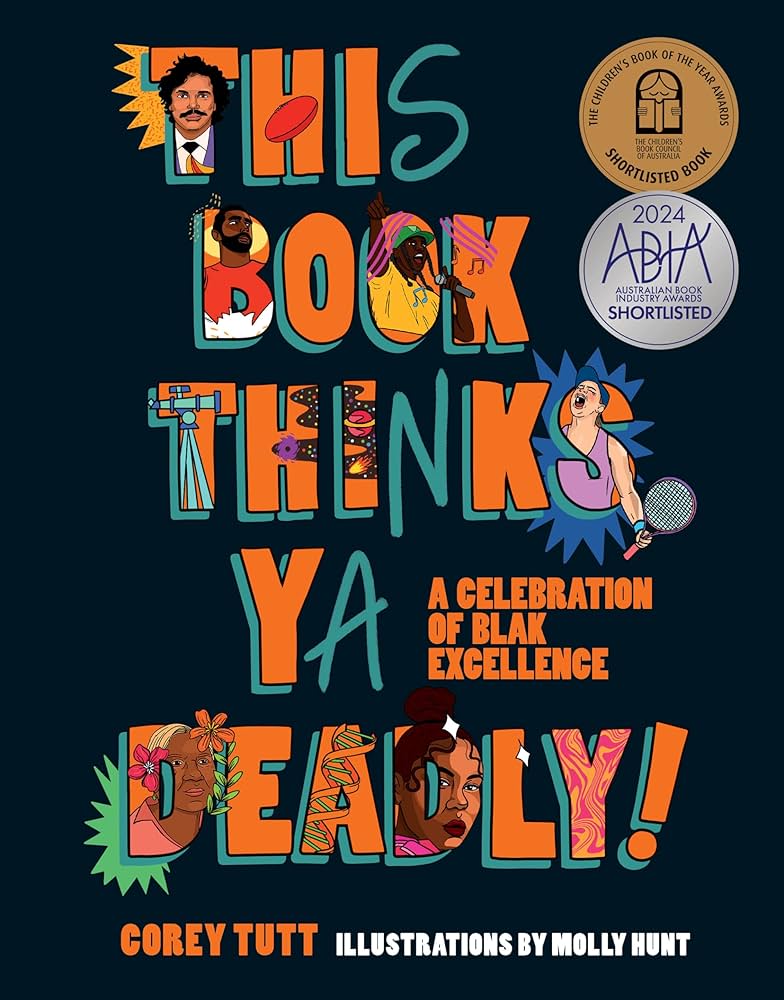 THIS
BOOK
THINKS
YA
DEADLY!
A CELEBRATION
OF BLAK
EXCELLENCE
THE CHILDREN'S BOOK OF THE YEAR AWARDS
THE CHILDREN'S
BOOK COUNCIL
OF AUSTRALIA
SHORTLISTED BOOK
2024
ABIA
AUSTRALIAN BOOK
INDUSTRY AWARDS
SHORTLISTED
COREY TUTT ILLUSTRATIONS BY MOLLY HUNT